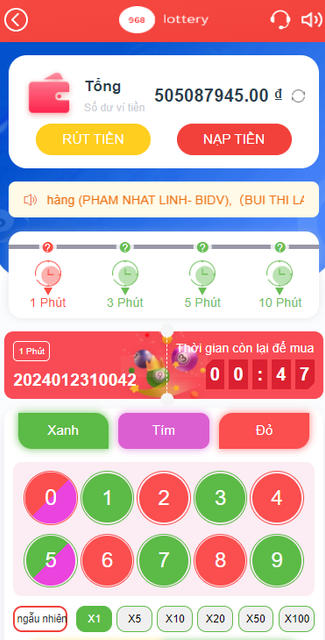 968 lottery
Tổng
Số dư ví tiền
505087945.00 ₫
RÚT TIỀN
NẠP TIỀN
hàng (PHAM NHAT LINH- BIDV), (BUI THI LA
? ? ? ?
1 Phút
3 Phút
5 Phút
10 Phút
1 Phút
2024012310042
Thời gian còn lại để mua
0 0 : 4 7
Xanh
Tím
Đỏ
0 1 2 3 4
5 6 7 8 9
ngẫu nhiên
X1 X5 X10 X20 X50 X100